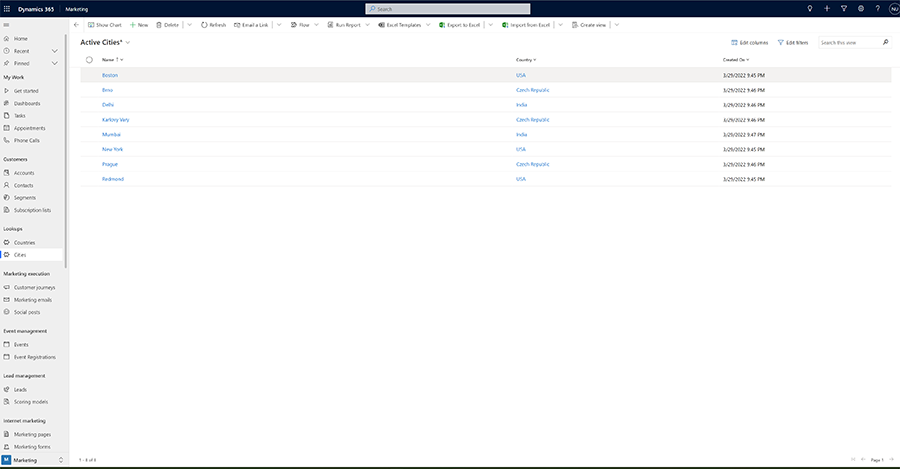 Dynamics 365 Marketing Search NU
Show Chart New Delete Refresh Email a Link Flow Run Report Excel Templates Export to Excel Import from Excel Create view
Active Cities* Edit columns Edit filters Search this view
Name ↑ Country Created On
Boston USA 3/29/2022 9:45 PM
Brno Czech Republic 3/29/2022 9:46 PM
Delhi India 3/29/2022 9:46 PM
Karlovy Vary Czech Republic 3/29/2022 9:46 PM
Mumbai India 3/29/2022 9:47 PM
New York USA 3/29/2022 9:45 PM
Prague Czech Republic 3/29/2022 9:46 PM
Redmond USA 3/29/2022 9:45 PM
Home
Recent
Pinned
My Work
Get started
Dashboards
Tasks
Appointments
Phone Calls
Customers
Accounts
Contacts
Segments
Subscription lists
Lookups
Countries
Cities
Marketing execution
Customer journeys
Marketing emails
Social posts
Event management
Events
Event Registrations
Lead management
Leads
Scoring models
Internet marketing
Marketing pages
Marketing forms
M Marketing
1 - 8 of 8 Page 1